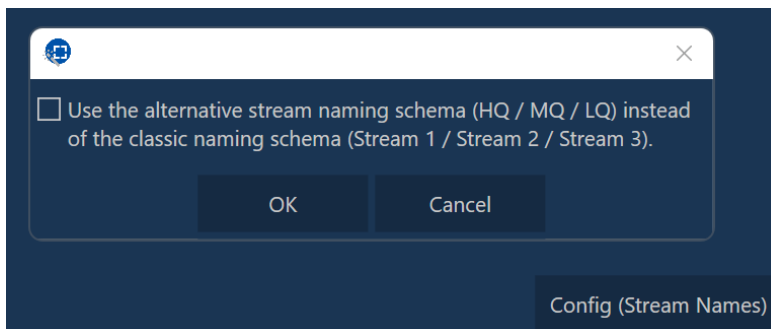 Use the alternative stream naming schema (HQ / MQ / LQ) instead
of the classic naming schema (Stream 1 / Stream 2 / Stream 3).
OK Cancel
Config (Stream Names)